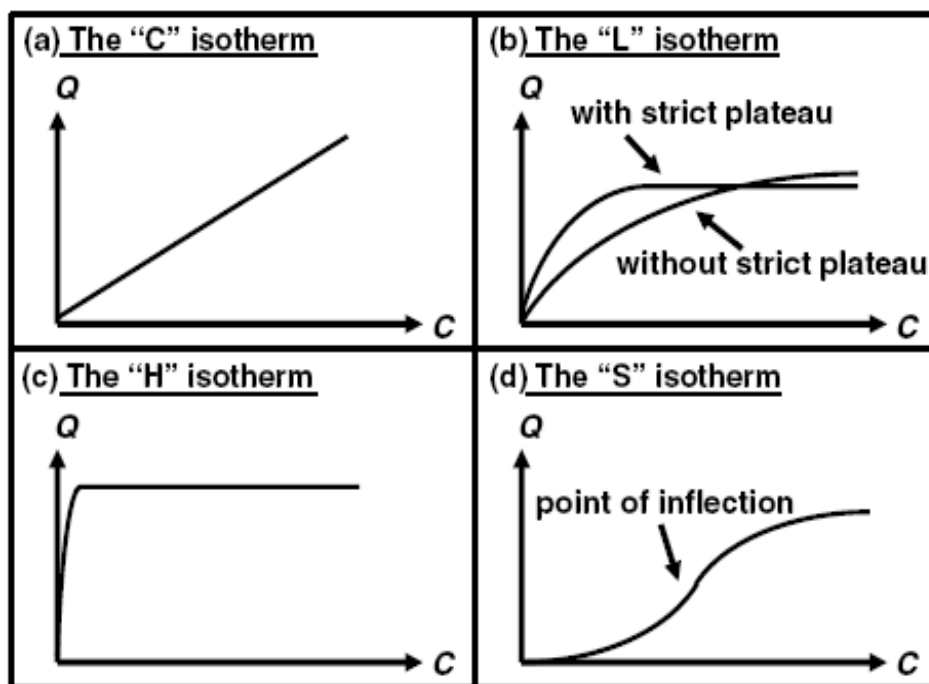 (a) The “C” isotherm
Q
C
(b) The “L” isotherm
Q
with strict plateau
without strict plateau
C
(c) The “H” isotherm
Q
C
(d) The “S” isotherm
Q
point of inflection
C